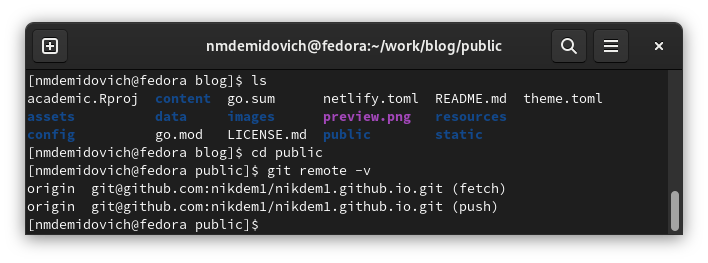 nmdemidovich@fedora:~/work/blog/public
[nmdemidovich@fedora blog]$ ls
academic.Rproj  content  go.sum      netlify.toml  README.md  theme.toml
assets          data     images      preview.png   resources
config          go.mod   LICENSE.md  public        static
[nmdemidovich@fedora blog]$ cd public
[nmdemidovich@fedora public]$ git remote -v
origin  git@github.com:nikdem1/nikdem1.github.io.git (fetch)
origin  git@github.com:nikdem1/nikdem1.github.io.git (push)
[nmdemidovich@fedora public]$